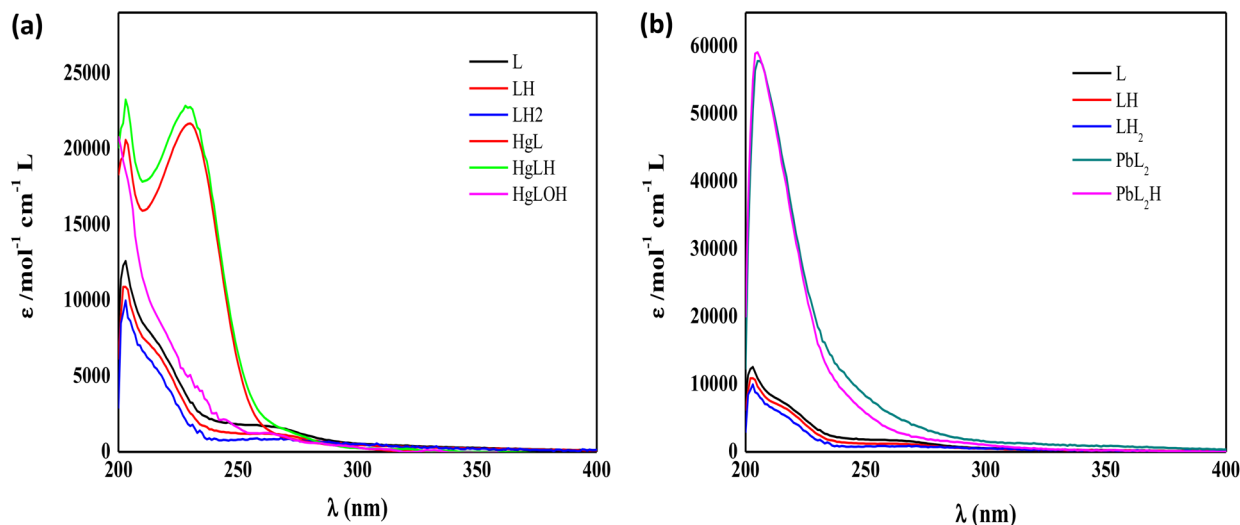 (a)
25000
20000
15000
10000
5000
0
ε /mol⁻¹ cm⁻¹ L
L
LH
LH2
HgL
HgLH
HgLOH
200 250 300 350 400
λ (nm)
(b)
60000
50000
40000
30000
20000
10000
0
ε /mol⁻¹ cm⁻¹ L
L
LH
LH₂
PbL₂
PbL₂H
200 250 300 350 400
λ (nm)